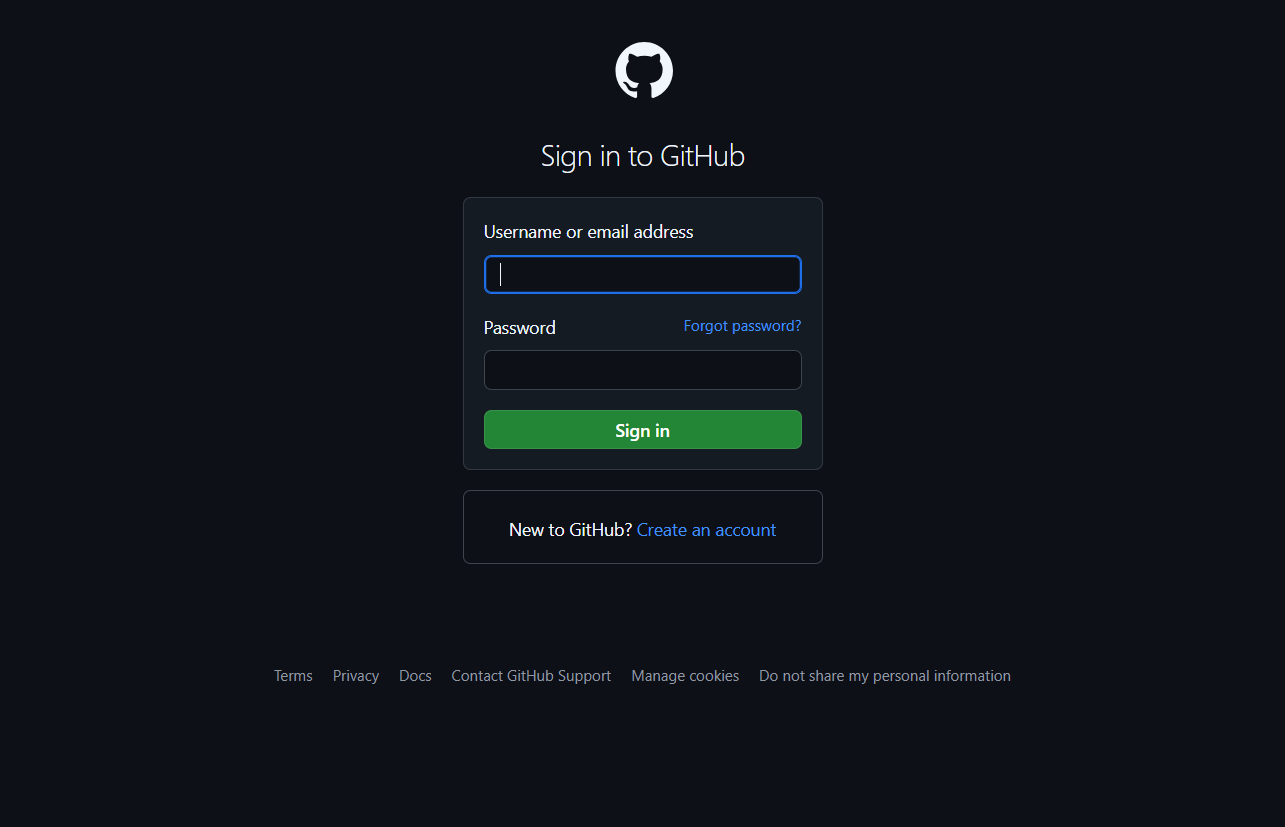 Sign in to GitHub
Username or email address
Password Forgot password?
Sign in
New to GitHub? Create an account
Terms Privacy Docs Contact GitHub Support Manage cookies Do not share my personal information